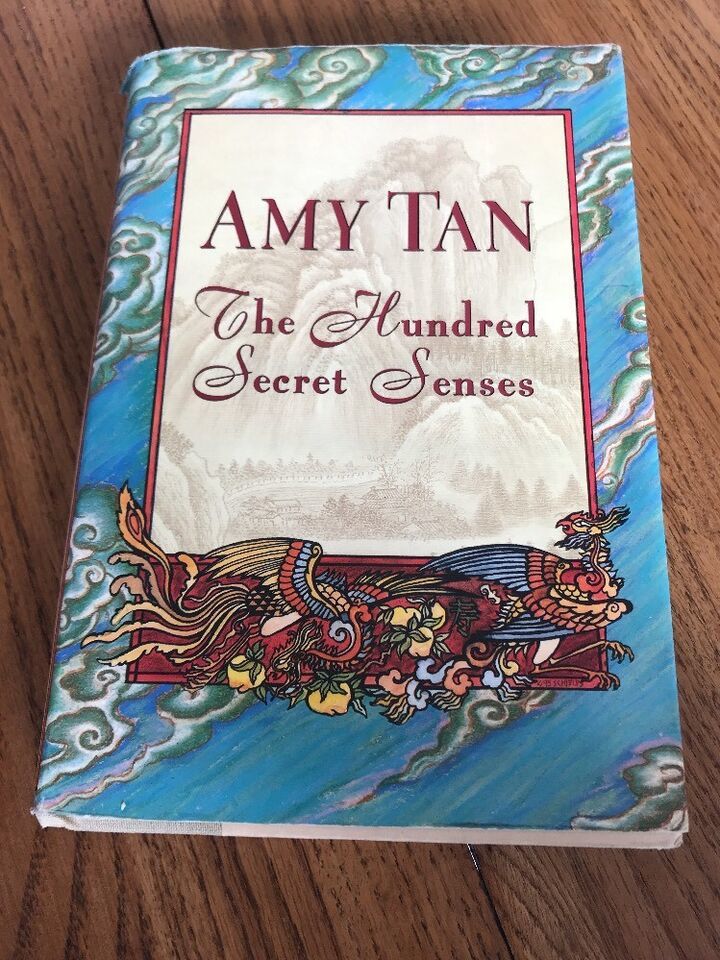 AMY TAN
The Hundred
Secret Senses